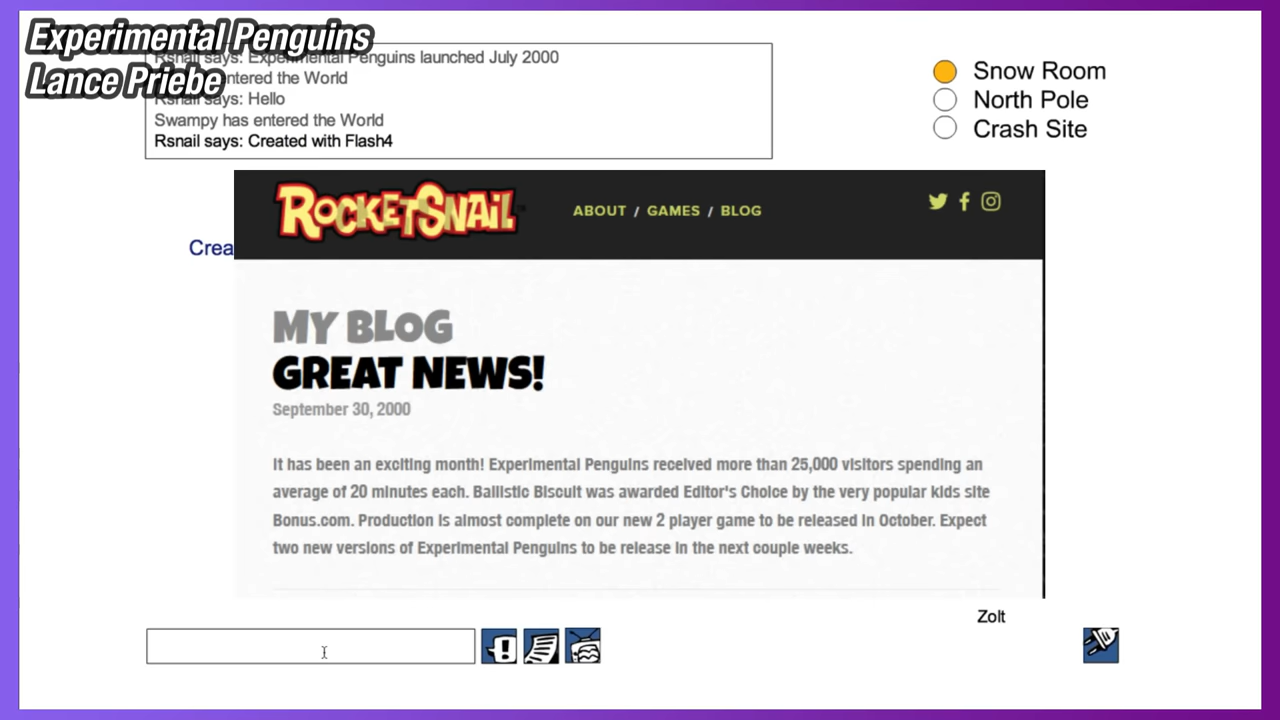 Experimental Penguins
Lance Priebe
Rsnail says: Experimental Penguins launched July 2000
entered the World
Rsnail says: Hello
Swampy has entered the World
Rsnail says: Created with Flash4
Snow Room
North Pole
Crash Site
ROCKETSNAIL
ABOUT / GAMES / BLOG
Crea
MY BLOG
GREAT NEWS!
September 30, 2000
It has been an exciting month! Experimental Penguins received more than 25,000 visitors spending an
average of 20 minutes each. Ballistic Biscuit was awarded Editor's Choice by the very popular kids site
Bonus.com. Production is almost complete on our new 2 player game to be released in October. Expect
two new versions of Experimental Penguins to be release in the next couple weeks.
Zolt